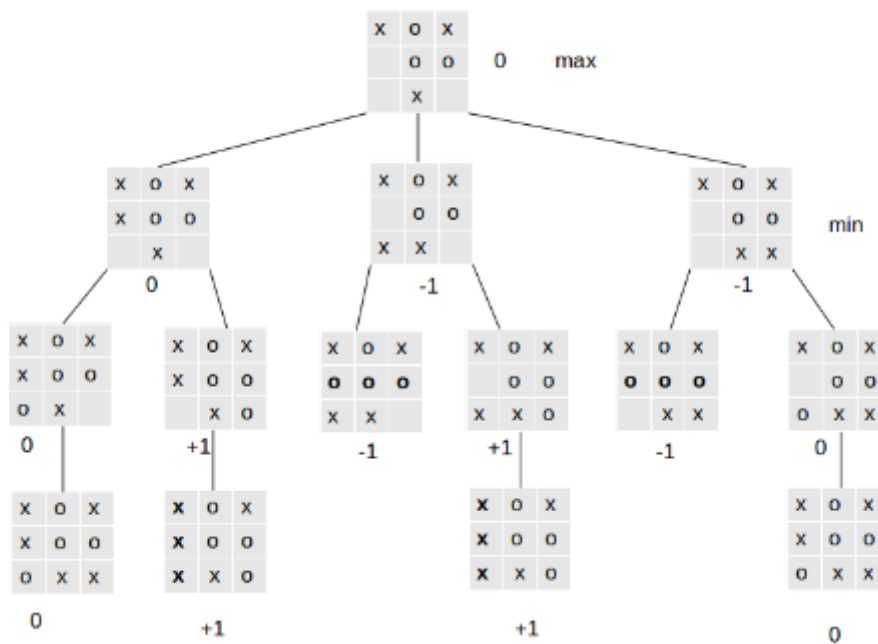 x o x
o o
x
0 max
x o x
x o o
x
0
x o x
o o
x x
-1
x o x
o o
x x
-1
min
x o x
x o o
o x
0
x o x
x o o
x o
+1
x o x
o o o
x x
-1
x o x
o o
x x o
+1
x o x
o o o
x x
-1
x o x
o o
o x x
0
x o x
x o o
o x x
0
x o x
x o o
x x o
+1
x o x
x o o
x x o
+1
x o x
x o o
o x x
0